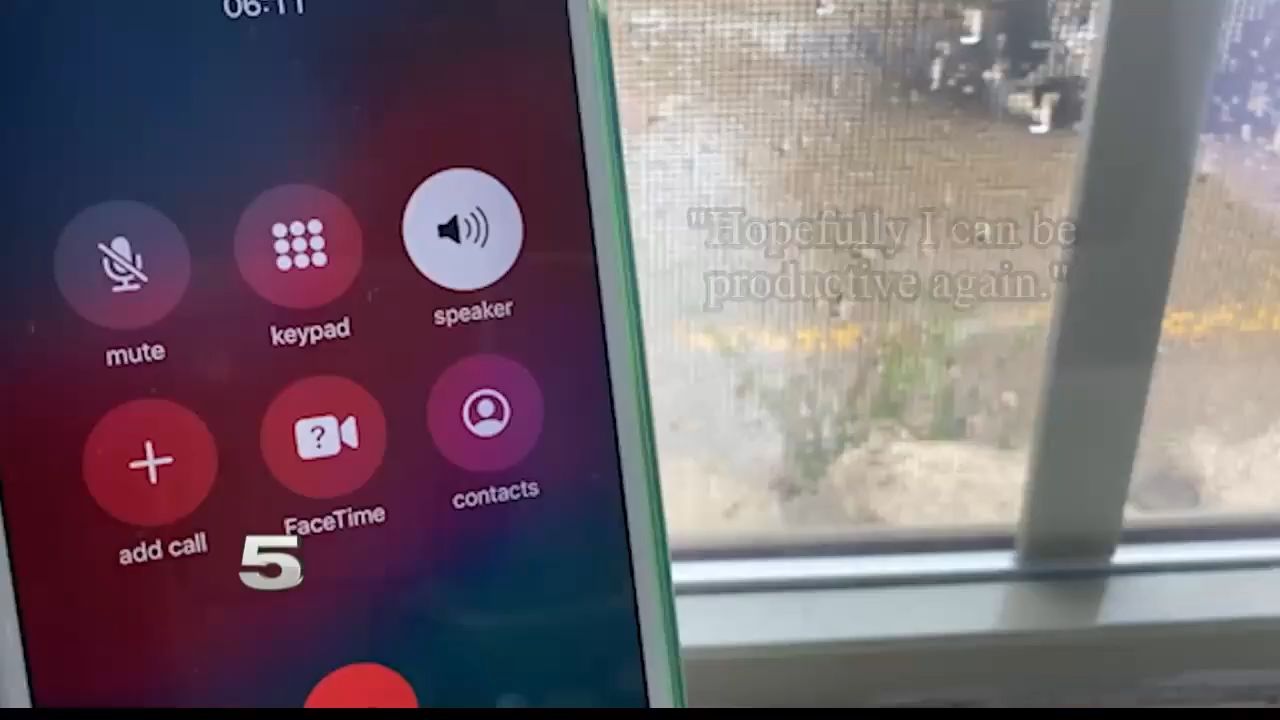 06:11
mute
keypad
speaker
add call
FaceTime
contacts
?
5
"Hopefully I can be
productive again."